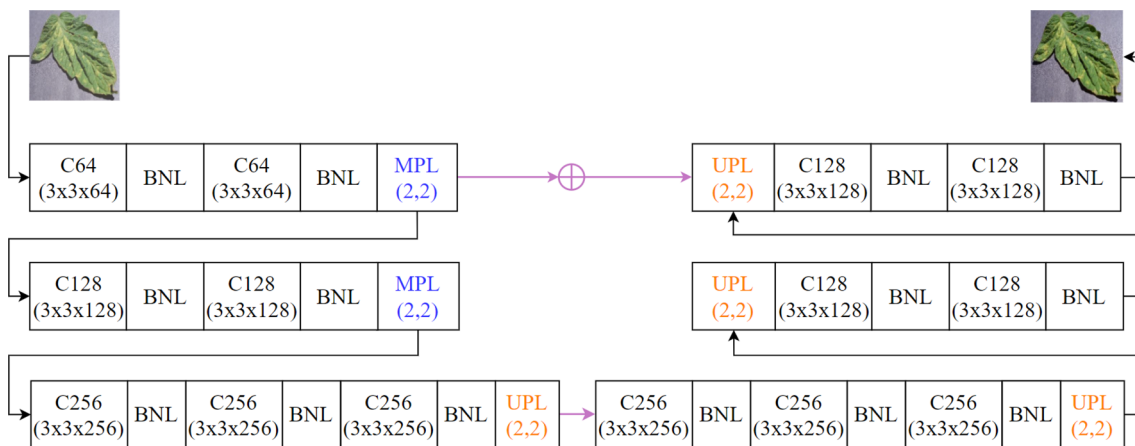 C64 BNL C64 BNL MPL
(3x3x64) (3x3x64) (2,2)
UPL C128 BNL C128 BNL
(2,2) (3x3x128) (3x3x128)
C128 BNL C128 BNL MPL
(3x3x128) (3x3x128) (2,2)
UPL C128 BNL C128 BNL
(2,2) (3x3x128) (3x3x128)
C256 BNL C256 BNL C256 BNL UPL
(3x3x256) (3x3x256) (3x3x256) (2,2)
C256 BNL C256 BNL C256 BNL UPL
(3x3x256) (3x3x256) (3x3x256) (2,2)